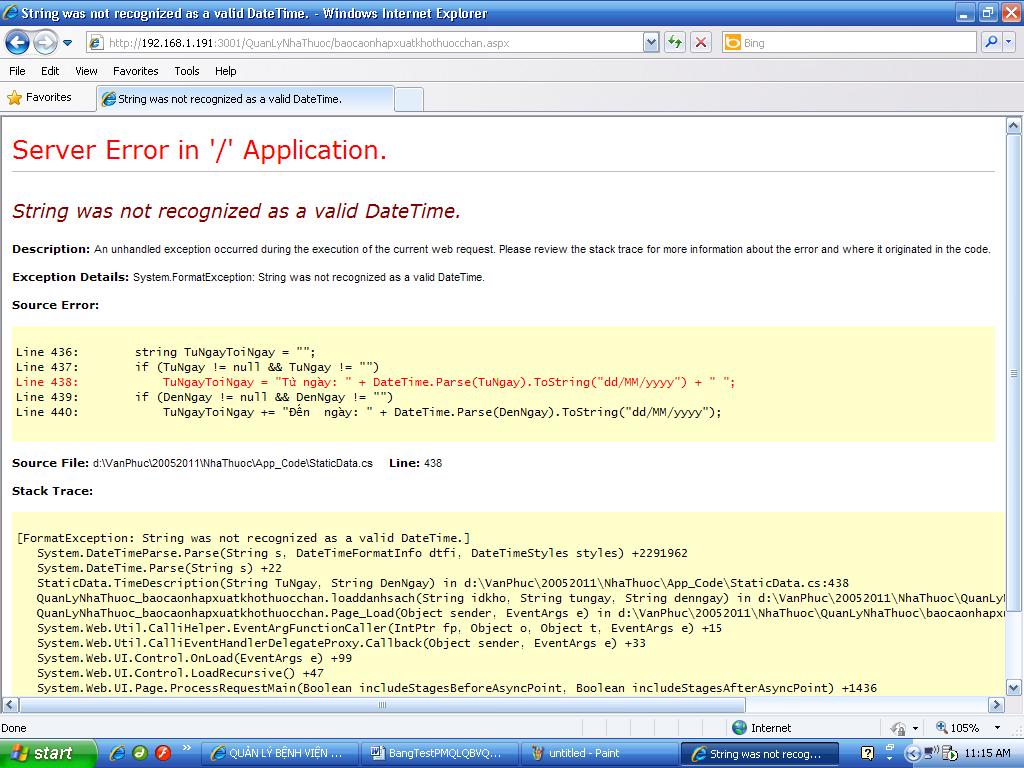 String was not recognized as a valid DateTime. - Windows Internet Explorer
http://192.168.1.191:3001/QuanLyNhaThuoc/baocaonhapxuatkhothuocchan.aspx
Bing
File Edit View Favorites Tools Help
Favorites
String was not recognized as a valid DateTime.
Server Error in '/' Application.
String was not recognized as a valid DateTime.
Description: An unhandled exception occurred during the execution of the current web request. Please review the stack trace for more information about the error and where it originated in the code.
Exception Details: System.FormatException: String was not recognized as a valid DateTime.
Source Error:
Line 436:        string TuNgayToiNgay = "";
Line 437:        if (TuNgay != null && TuNgay != "")
Line 438:            TuNgayToiNgay = "Từ ngày: " + DateTime.Parse(TuNgay).ToString("dd/MM/yyyy") + " ";
Line 439:        if (DenNgay != null && DenNgay != "")
Line 440:            TuNgayToiNgay += "Đến  ngày: " + DateTime.Parse(DenNgay).ToString("dd/MM/yyyy");
Source File: d:\VanPhuc\20052011\NhaThuoc\App_Code\StaticData.cs    Line: 438
Stack Trace:
[FormatException: String was not recognized as a valid DateTime.]
System.DateTimeParse.Parse(String s, DateTimeFormatInfo dtfi, DateTimeStyles styles) +2291962
System.DateTime.Parse(String s) +22
StaticData.TimeDescription(String TuNgay, String DenNgay) in d:\VanPhuc\20052011\NhaThuoc\App_Code\StaticData.cs:438
QuanLyNhaThuoc_baocaonhapxuatkhothuocchan.loaddanhsach(String idkho, String tungay, String denngay) in d:\VanPhuc\20052011\NhaThuoc\QuanLyN
QuanLyNhaThuoc_baocaonhapxuatkhothuocchan.Page_Load(Object sender, EventArgs e) in d:\VanPhuc\20052011\NhaThuoc\QuanLyNhaThuoc\baocaonhapxu
System.Web.Util.CalliHelper.EventArgFunctionCaller(IntPtr fp, Object o, Object t, EventArgs e) +15
System.Web.Util.CalliEventHandlerDelegateProxy.Callback(Object sender, EventArgs e) +33
System.Web.UI.Control.OnLoad(EventArgs e) +99
System.Web.UI.Control.LoadRecursive() +47
System.Web.UI.Page.ProcessRequestMain(Boolean includeStagesBeforeAsyncPoint, Boolean includeStagesAfterAsyncPoint) +1436
Done Internet 105%
start QUẢN LÝ BỆNH VIỆN ... BangTestPMQLQBVQ... untitled - Paint String was not recog... 11:15 AM